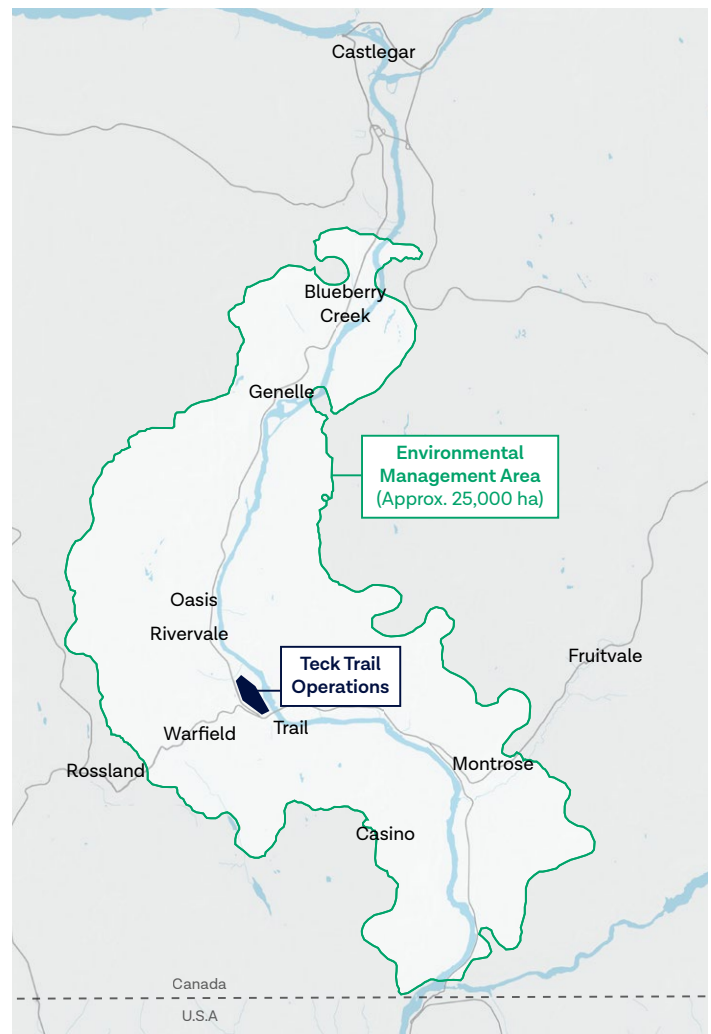 Castlegar
Blueberry
Creek
Genelle
Environmental
Management Area
(Approx. 25,000 ha)
Oasis
Rivervale
Teck Trail
Operations
Fruitvale
Warfield
Trail
Rossland
Montrose
Casino
Canada
U.S.A